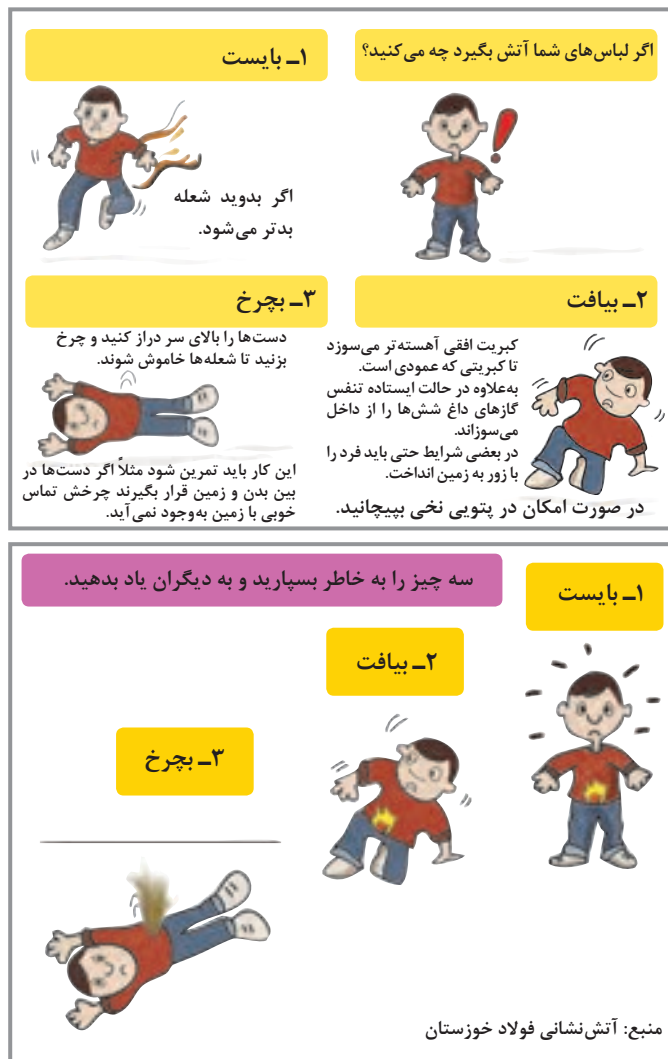 اگر لباس‌های شما آتش بگیرد چه می‌کنید؟
۱ـ بایست
اگر بدوید شعله
بدتر می‌شود.
۲ـ بیافت
کبریت افقی آهسته‌تر می‌سوزد
تا کبریتی که عمودی است.
به‌علاوه در حالت ایستاده تنفس
گازهای داغ شش‌ها را از داخل
می‌سوزاند.
در بعضی شرایط حتی باید فرد را
با زور به زمین انداخت.
در صورت امکان در پتویی نخی بپیچانید.
۳ـ بچرخ
دست‌ها را بالای سر دراز کنید و چرخ
بزنید تا شعله‌ها خاموش شوند.
این کار باید تمرین شود مثلاً اگر دست‌ها در
بین بدن و زمین قرار بگیرند چرخش تماس
خوبی با زمین به‌وجود نمی‌آید.
سه چیز را به خاطر بسپارید و به دیگران یاد بدهید.
۱ـ بایست
۲ـ بیافت
۳ـ بچرخ
منبع: آتش‌نشانی فولاد خوزستان